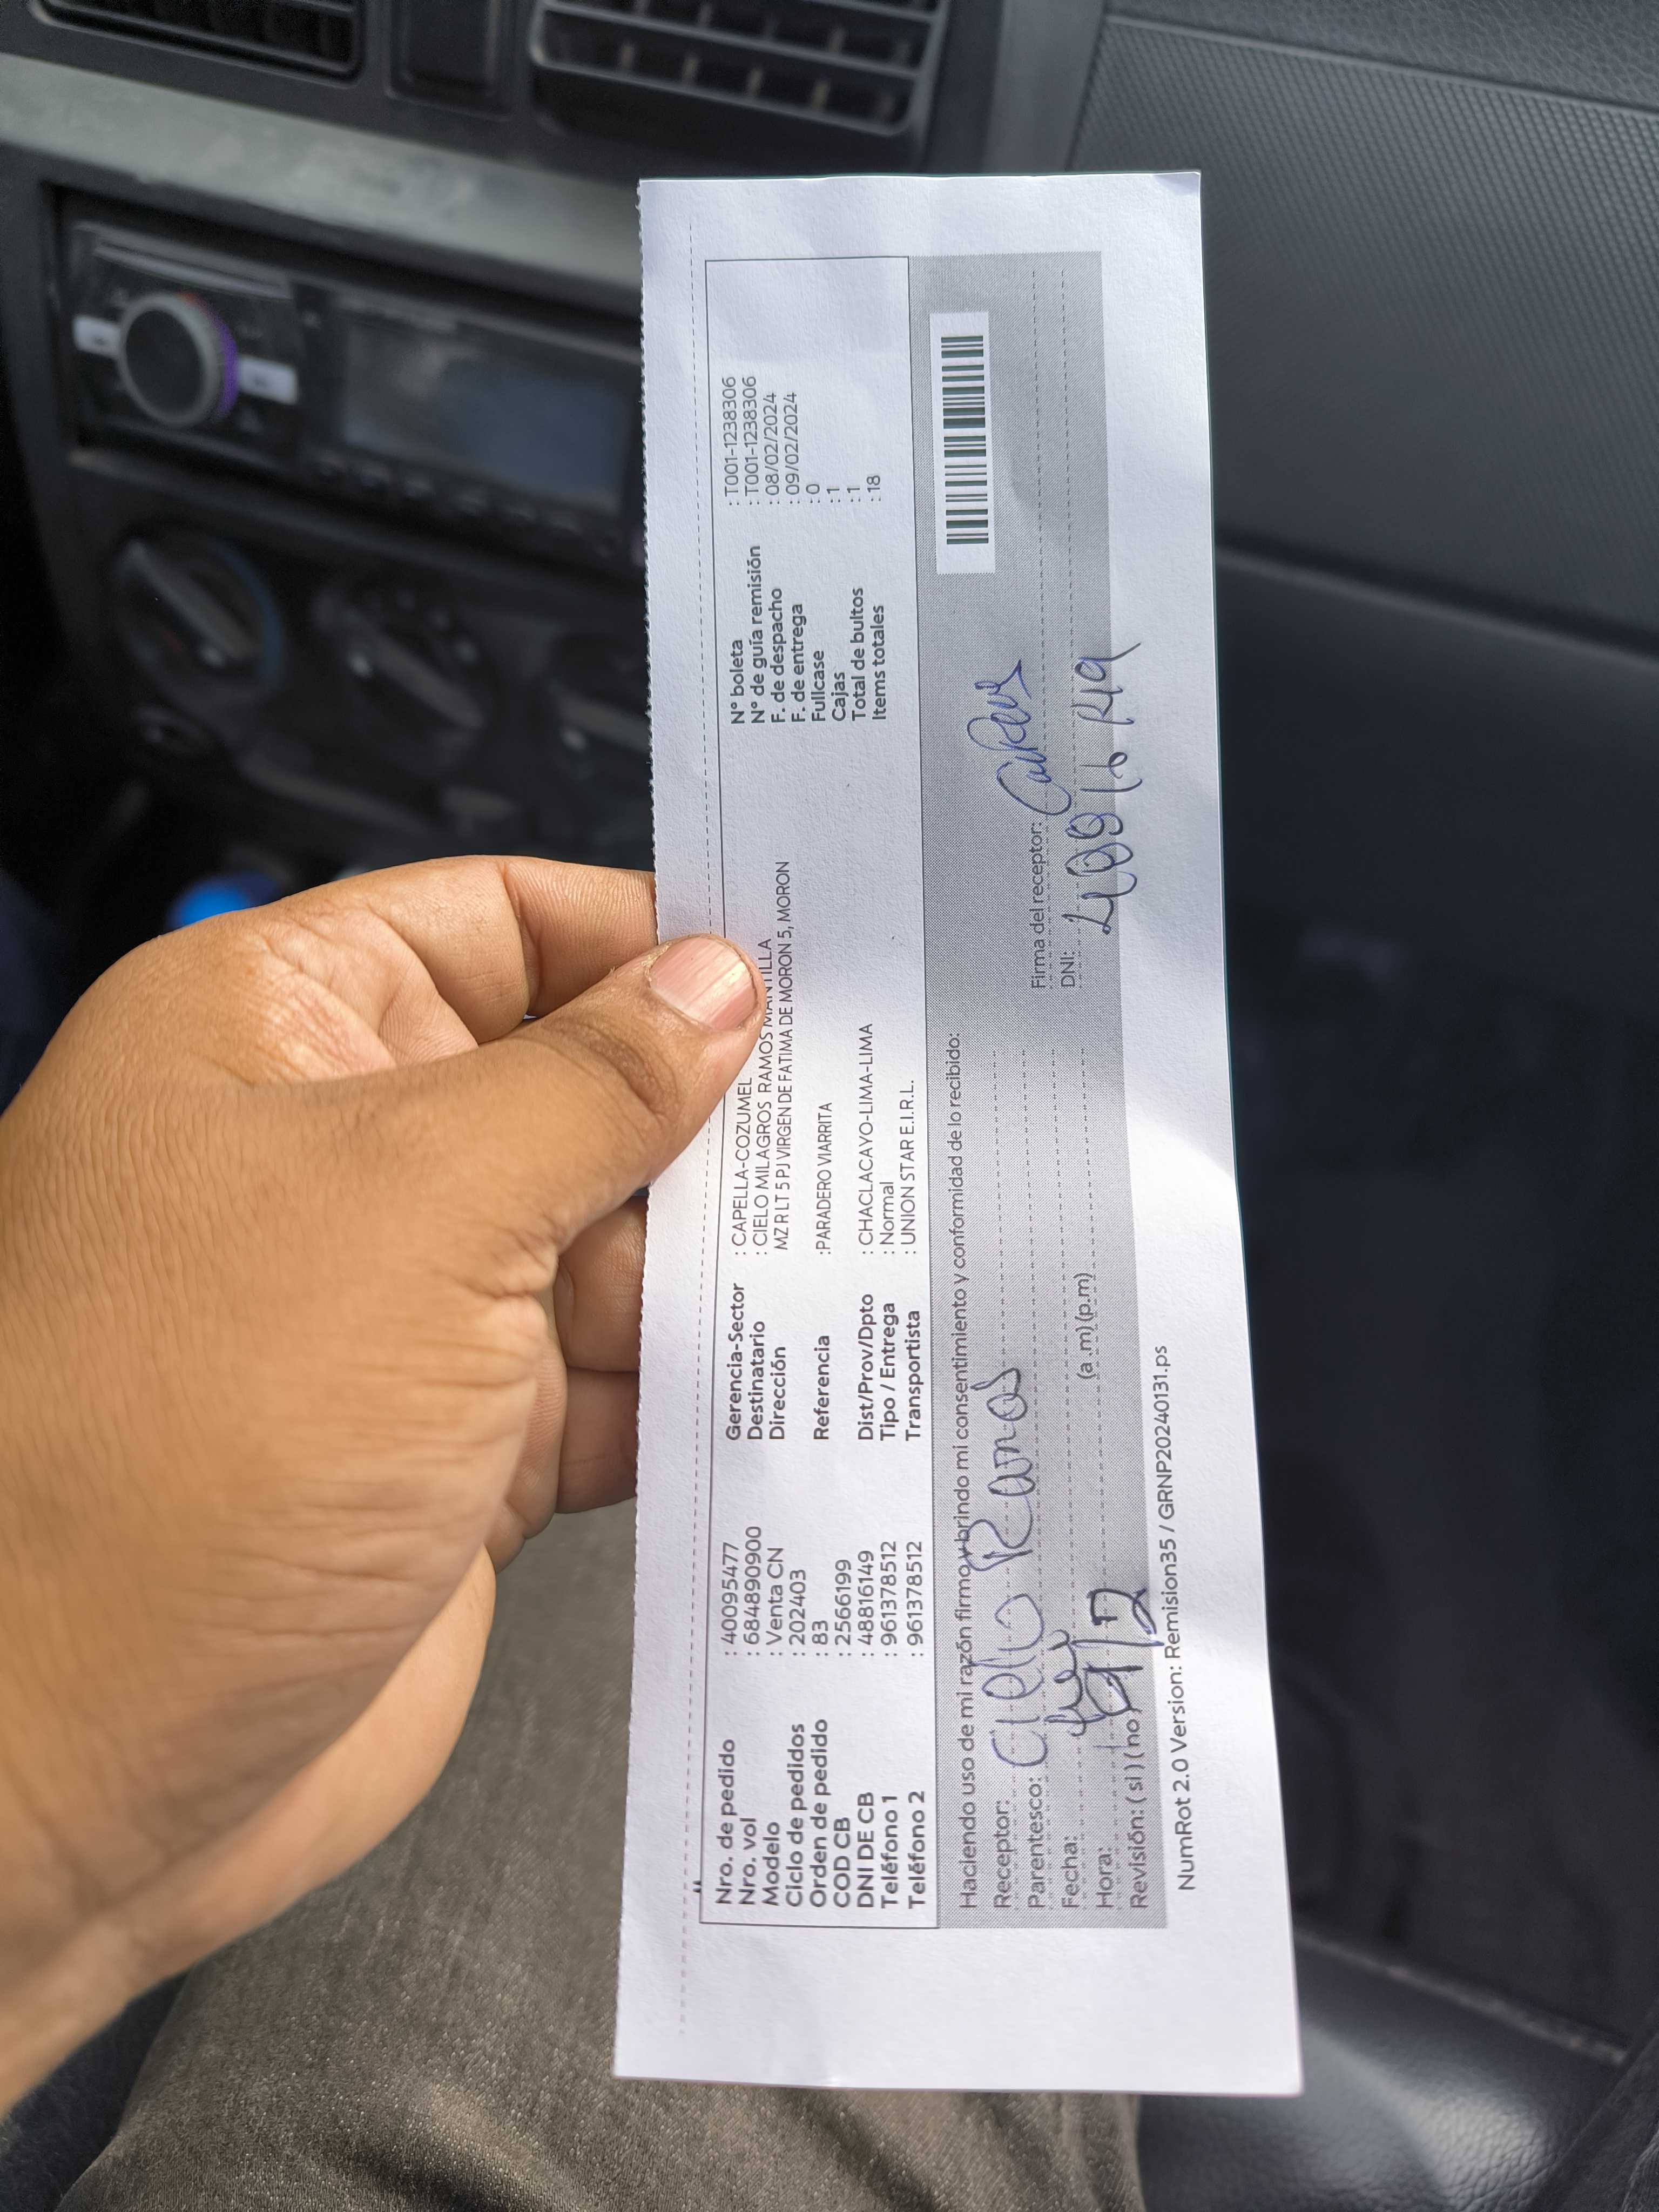 Nro. de pedido : 40095477
Nro. vol : 684890900
Modelo : Venta CN
Ciclo de pedidos : 202403
Orden de pedido : 83
COD CB : 2566199
DNI DE CB : 48816149
Teléfono 1 : 961378512
Teléfono 2 : 961378512
Gerencia-Sector : CAPELLA-COZUMEL
Destinatario : CIELO MILAGROS RAMOS MANTILLA
Dirección MZ R LT 5 PJ VIRGEN DE FATIMA DE MORON 5, MORON
Referencia :PARADERO VIARRITA
Dist/Prov/Dpto : CHACLACAYO-LIMA-LIMA
Tipo / Entrega : Normal
Transportista : UNION STAR E.I.R.L.
N° boleta : T001-1238306
N° de guía remisión : T001-1238306
F. de despacho : 08/02/2024
F. de entrega : 09/02/2024
Fullcase : 0
Cajas : 1
Total de bultos : 1
Items totales : 18
Haciendo uso de mi razón firmo y brindo mi consentimiento y conformidad de lo recibido:
Receptor: Cielo Ramos
Parentesco:
Fecha: 9/2
Hora: (a .m) (p.m)
Revisión: ( si ) ( no )
Firma del receptor:
DNI: 48816149
NumRot 2.0 Version: Remision35 / GRNP20240131.ps